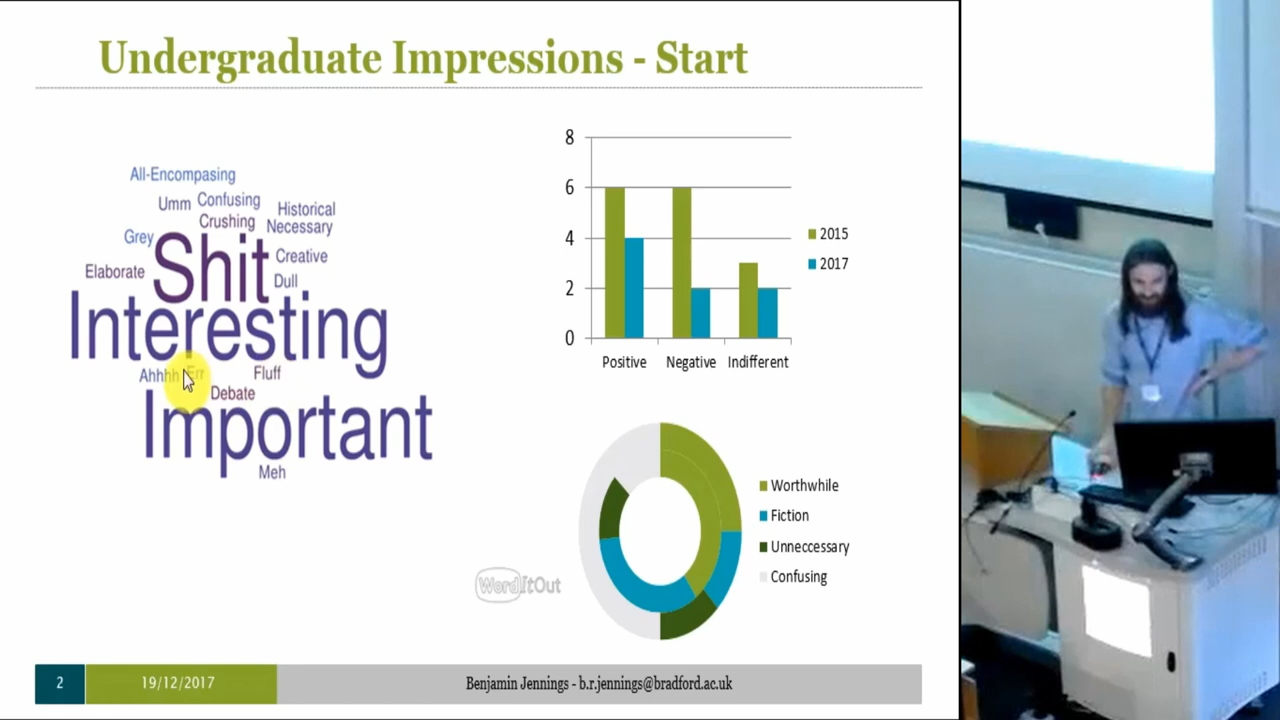 Undergraduate Impressions - Start
All-Encompasing
Umm
Confusing
Historical
Crushing
Necessary
Grey
Shit
Creative
Elaborate
Dull
Interesting
Ahhhh
Err
Fluff
Debate
Important
Meh
8
6
4
2
0
Positive
Negative
Indifferent
2015
2017
Worthwhile
Fiction
Unneccessary
Confusing
WordItOut
2
19/12/2017
Benjamin Jennings - b.r.jennings@bradford.ac.uk